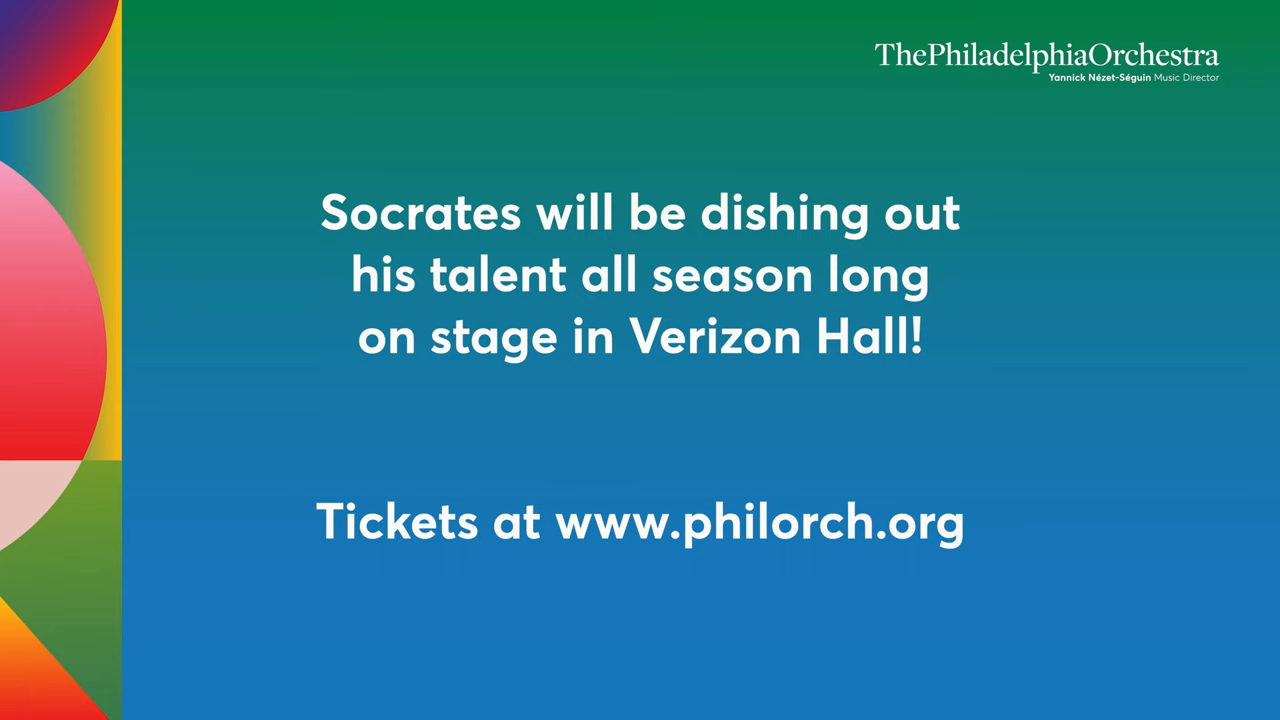 ThePhiladelphiaOrchestra
Yannick Nézet-Séguin Music Director
Socrates will be dishing out
his talent all season long
on stage in Verizon Hall!
Tickets at www.philorch.org